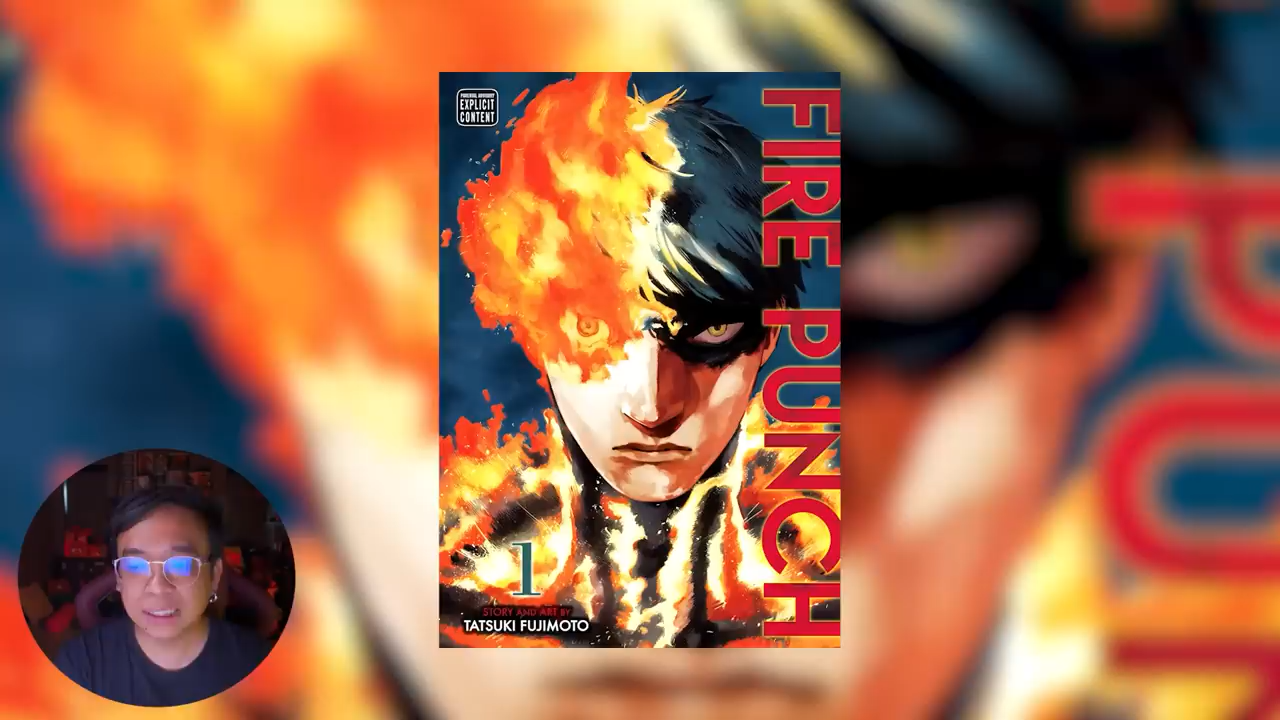 PARENTAL ADVISORY
EXPLICIT
CONTENT
FIRE PUNCH
1
STORY AND ART BY
TATSUKI FUJIMOTO